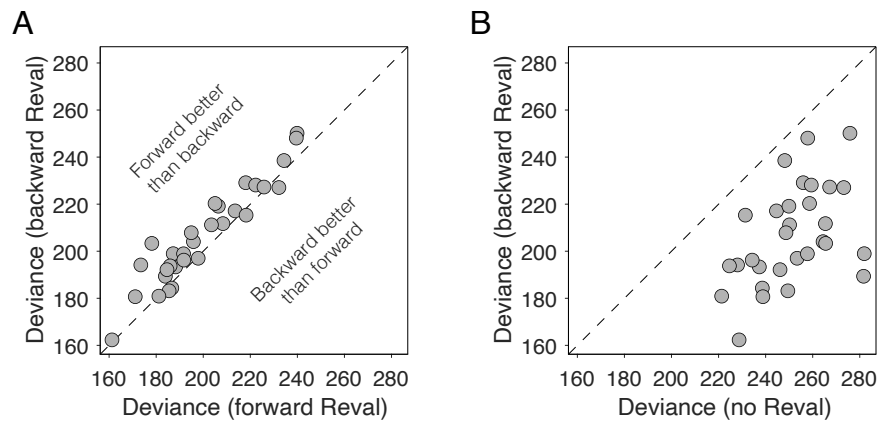 A
B
Deviance (backward Reval)
280
260
240
220
200
180
160
Forward better
than backward
Backward better
than forward
160 180 200 220 240 260 280
Deviance (forward Reval)
Deviance (backward Reval)
280
260
240
220
200
180
160
160 180 200 220 240 260 280
Deviance (no Reval)